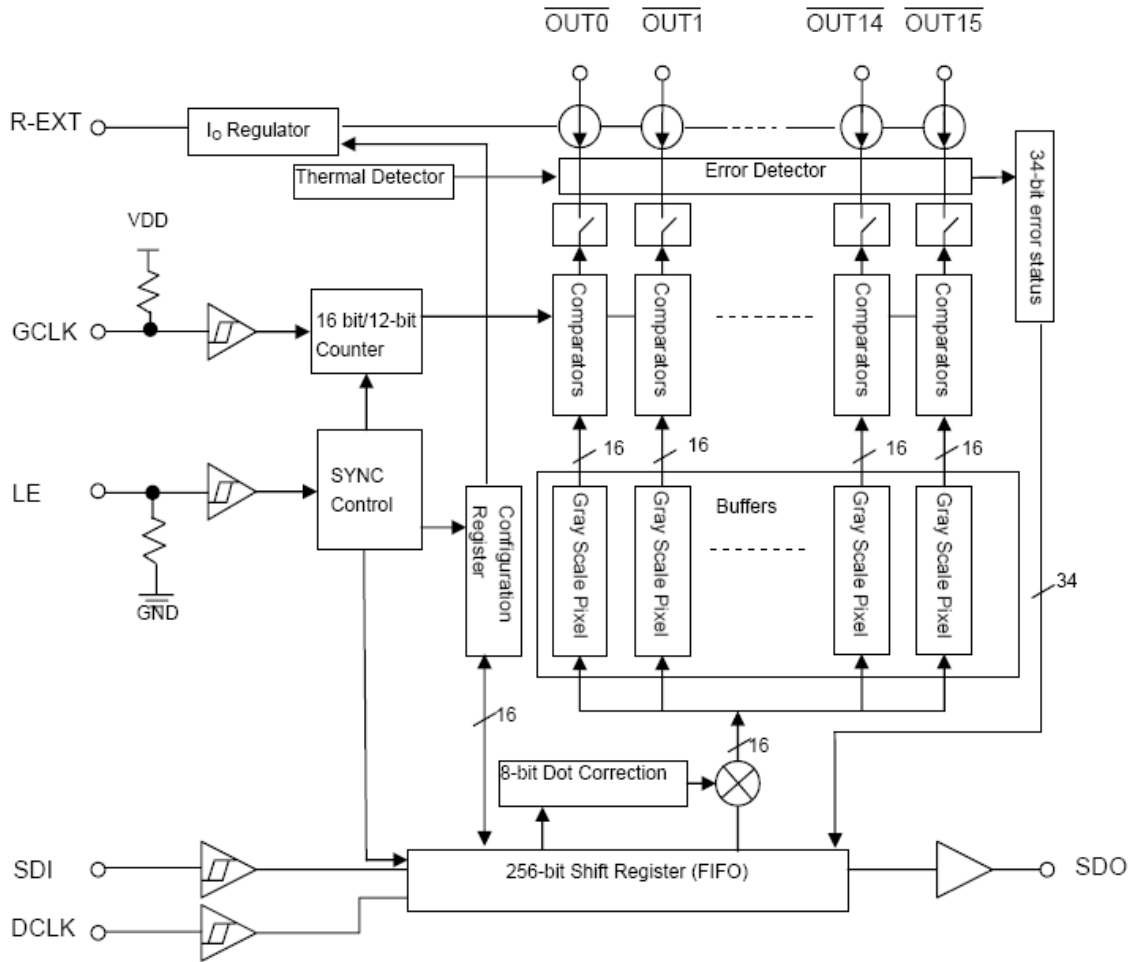 OUT0
OUT1
OUT14
OUT15
R-EXT
IO Regulator
Thermal Detector
Error Detector
34-bit error status
VDD
GCLK
16 bit/12-bit
Counter
Comparators
Comparators
Comparators
Comparators
16
16
16
16
LE
SYNC
Control
GND
Configuration
Register
Buffers
Gray Scale Pixel
Gray Scale Pixel
Gray Scale Pixel
Gray Scale Pixel
34
16
16
8-bit Dot Correction
SDI
256-bit Shift Register (FIFO)
SDO
DCLK